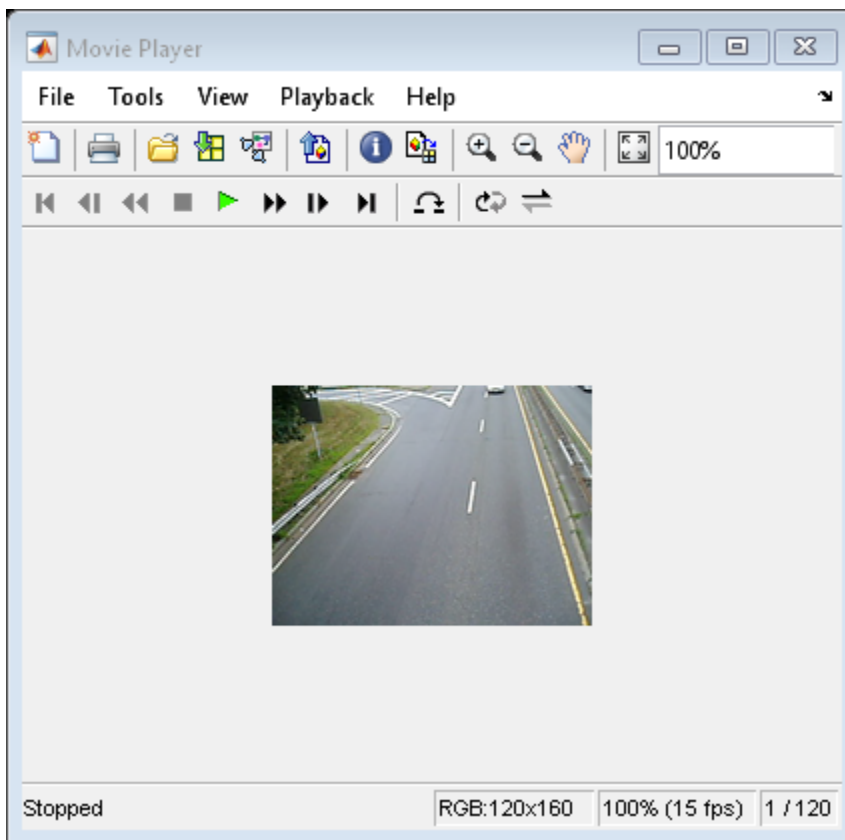 Movie Player
File Tools View Playback Help
100%
Stopped RGB:120x160 100% (15 fps) 1 / 120